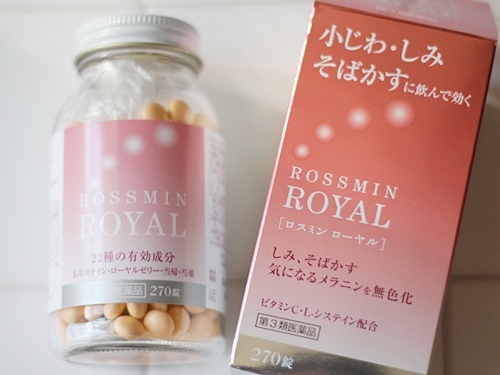 ROSSMIN
ROYAL
22種の有効成分
L-システイン・ローヤルゼリー・当帰・芍薬
医薬品 270錠
小じわ・しみ
そばかすに飲んで効く
ROSSMIN
ROYAL
[ロスミン ローヤル]
しみ、そばかす
気になるメラニンを無色化
ビタミンC・L-システイン配合
第3類医薬品
270錠